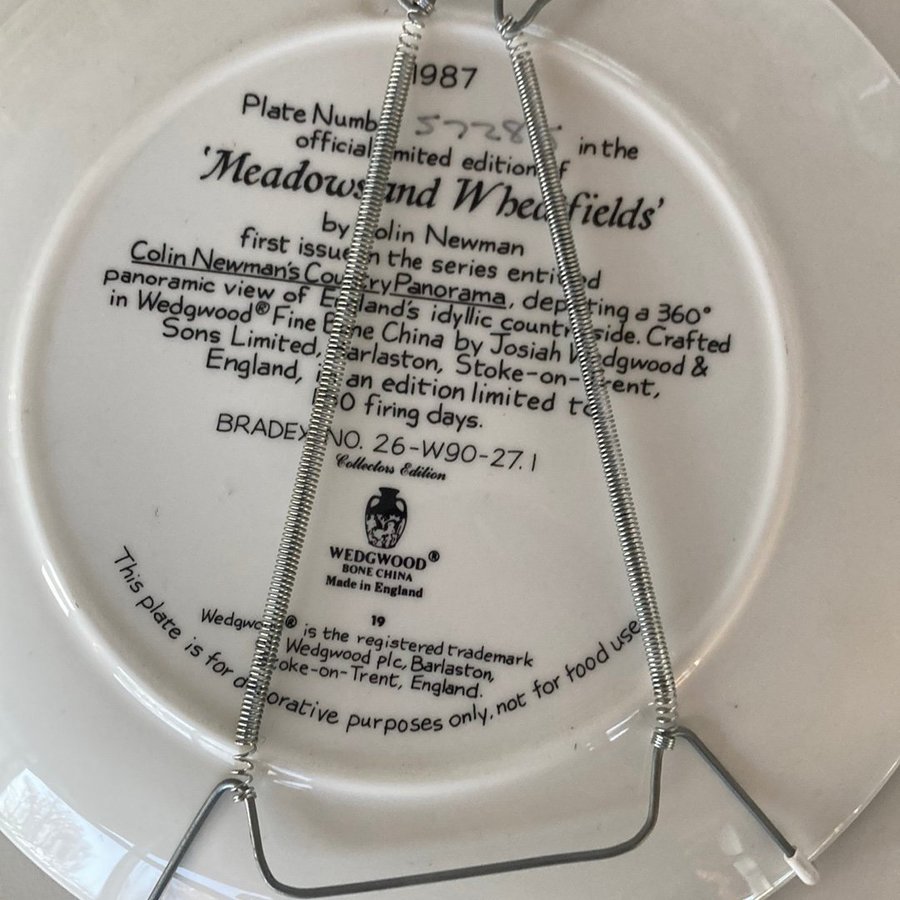 1987
Plate Number in the
official limited edition of
'Meadows and Wheatfields'
by Colin Newman
first issue in the series entitled
Colin Newman's Country Panorama, depicting a 360°
panoramic view of England's idyllic countryside. Crafted
in Wedgwood® Fine Bone China by Josiah Wedgwood &
Sons Limited, Barlaston, Stoke-on-Trent,
England, in an edition limited to
firing days.
BRADEX NO. 26-W90-27.1
Collectors Edition
WEDGWOOD®
BONE CHINA
Made in England
19
Wedgwood® is the registered trademark
Wedgwood plc, Barlaston,
Stoke-on-Trent, England.
This plate is for decorative purposes only, not for food use